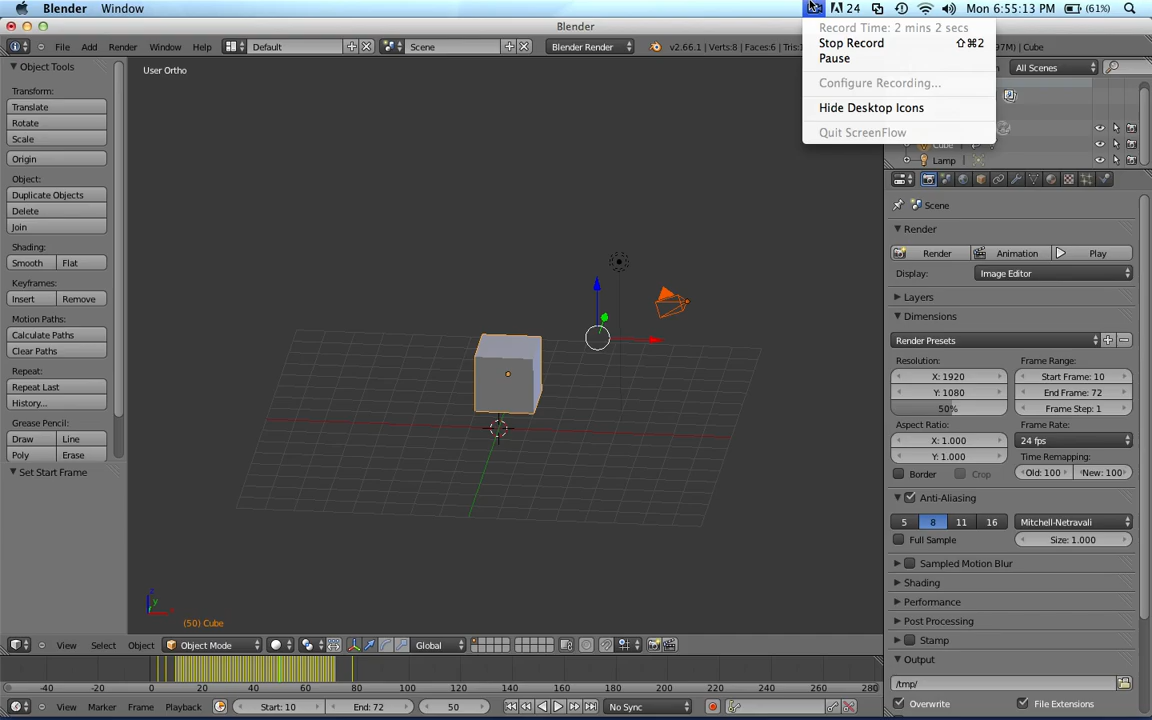 Blender Window 24 Mon 6:55:13 PM (61%)
Blender
File Add Render Window Help Default Scene Blender Render v2.66.1 | Verts:8 | Faces:6 | Tris:1 97M) | Cube
Record Time: 2 mins 2 secs
Stop Record ⇧⌘2
Pause
Configure Recording...
Hide Desktop Icons
Quit ScreenFlow
All Scenes
Cube
Lamp
Object Tools
Transform:
Translate
Rotate
Scale
Origin
Object:
Duplicate Objects
Delete
Join
Shading:
Smooth Flat
Keyframes:
Insert Remove
Motion Paths:
Calculate Paths
Clear Paths
Repeat:
Repeat Last
History...
Grease Pencil:
Draw Line
Poly Erase
Set Start Frame
User Ortho
z
y
x
(50) Cube
Scene
Render
Render Animation Play
Display: Image Editor
Layers
Dimensions
Render Presets
Resolution: Frame Range:
X: 1920 Start Frame: 10
Y: 1080 End Frame: 72
50% Frame Step: 1
Aspect Ratio: Frame Rate:
X: 1.000 24 fps
Y: 1.000 Time Remapping:
Border Crop Old: 100 New: 100
Anti-Aliasing
5 8 11 16 Mitchell-Netravali
Full Sample Size: 1.000
Sampled Motion Blur
Shading
Performance
Post Processing
Stamp
Output
/tmp/
Overwrite File Extensions
View Select Object Object Mode Global
-40 -20 0 20 40 60 80 100 120 140 160 180 200 220 240 260 280
View Marker Frame Playback Start: 10 End: 72 50 No Sync